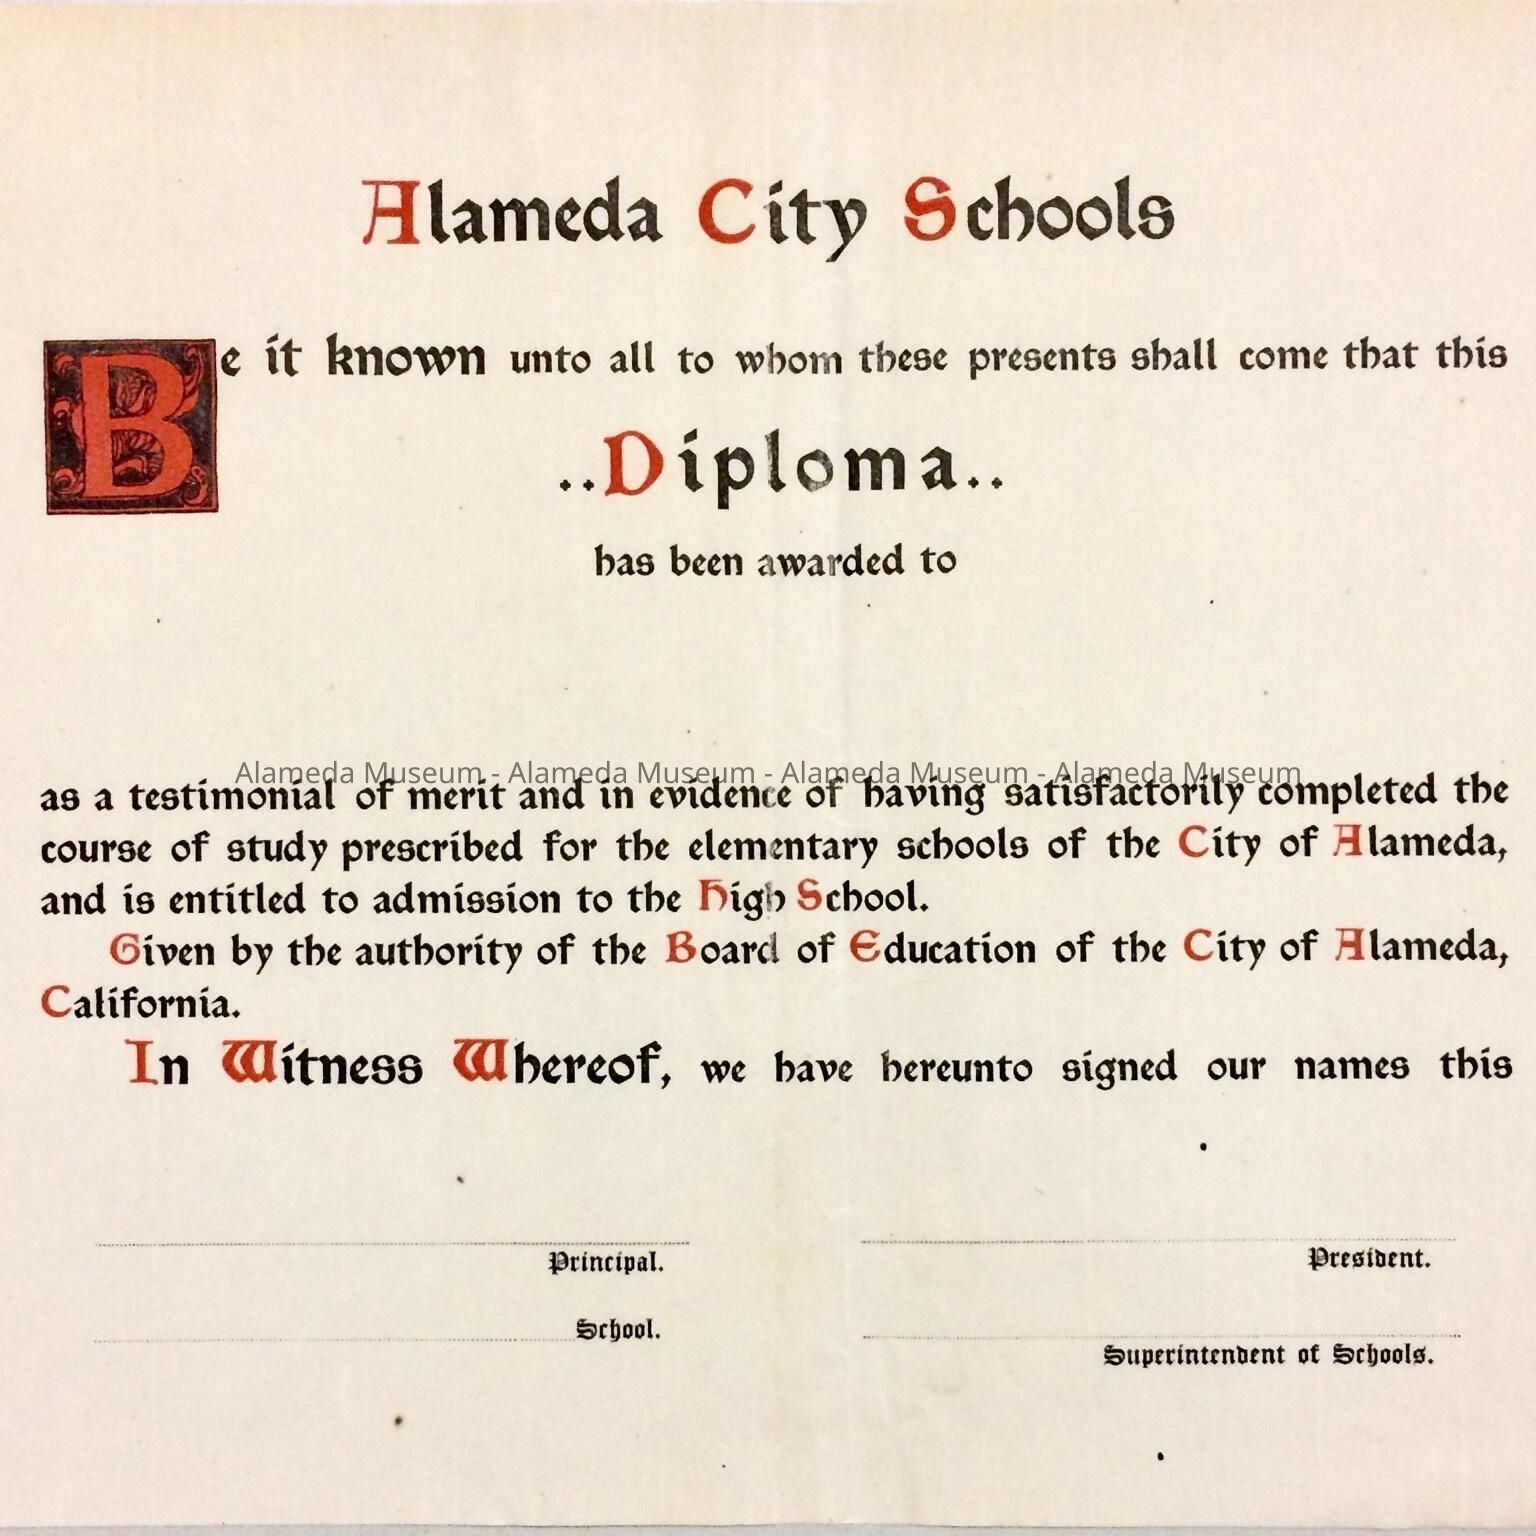 Alameda City Schools
Be it known unto all to whom these presents shall come that this
..Diploma..
has been awarded to
Alameda Museum - Alameda Museum - Alameda Museum - Alameda Museum
as a testimonial of merit and in evidence of having satisfactorily completed the
course of study prescribed for the elementary schools of the City of Alameda,
and is entitled to admission to the High School.
Given by the authority of the Board of Education of the City of Alameda,
California.
In Witness Whereof, we have hereunto signed our names this
Principal.
President.
School.
Superintendent of Schools.